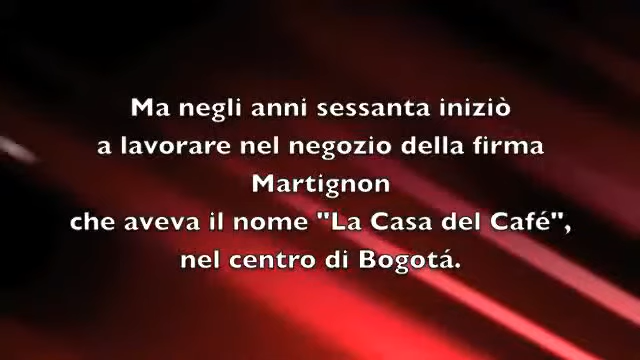 Ma negli anni sessanta iniziò
a lavorare nel negozio della firma
Martignon
che aveva il nome "La Casa del Café",
nel centro di Bogotá.